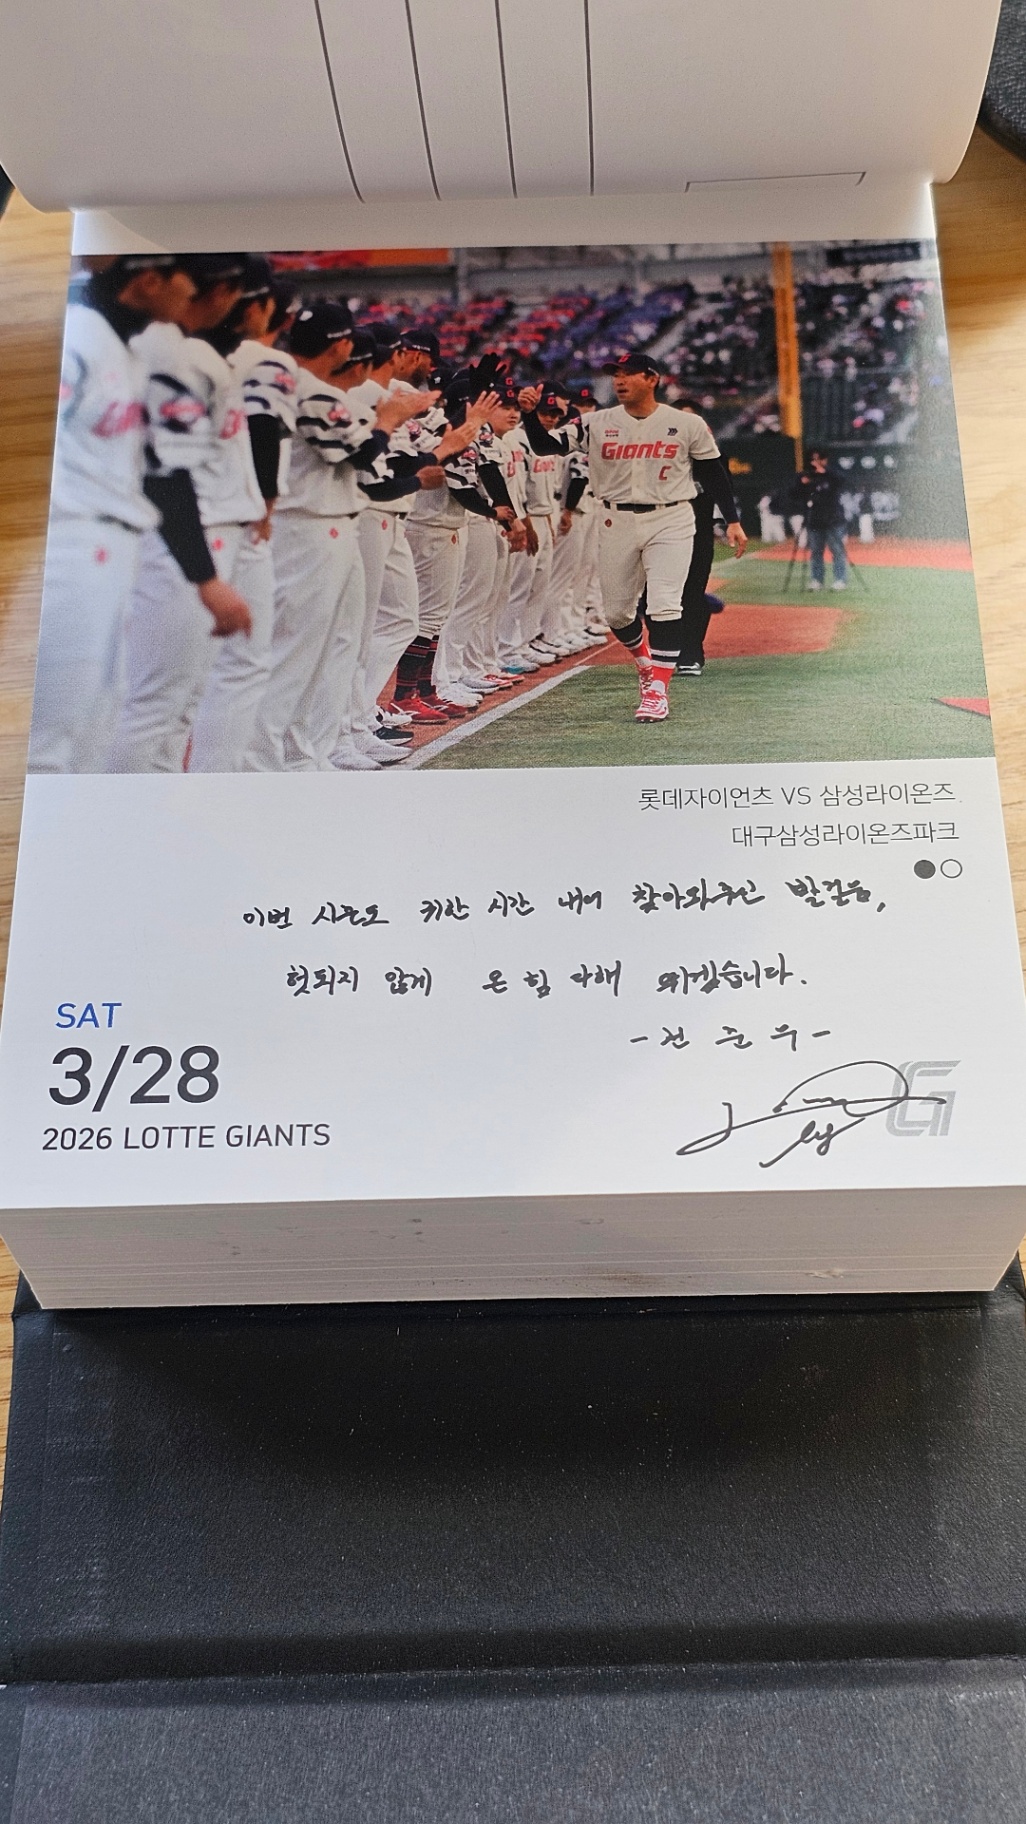 Giants
C
롯데자이언츠 VS 삼성라이온즈
대구삼성라이온즈파크
이번 시즌도 귀한 시간 내어 찾아와주신 발걸음,
헛되지 않게 온 힘 다해 뛰겠습니다.
- 전 준 우 -
SAT
3/28
2026 LOTTE GIANTS
G